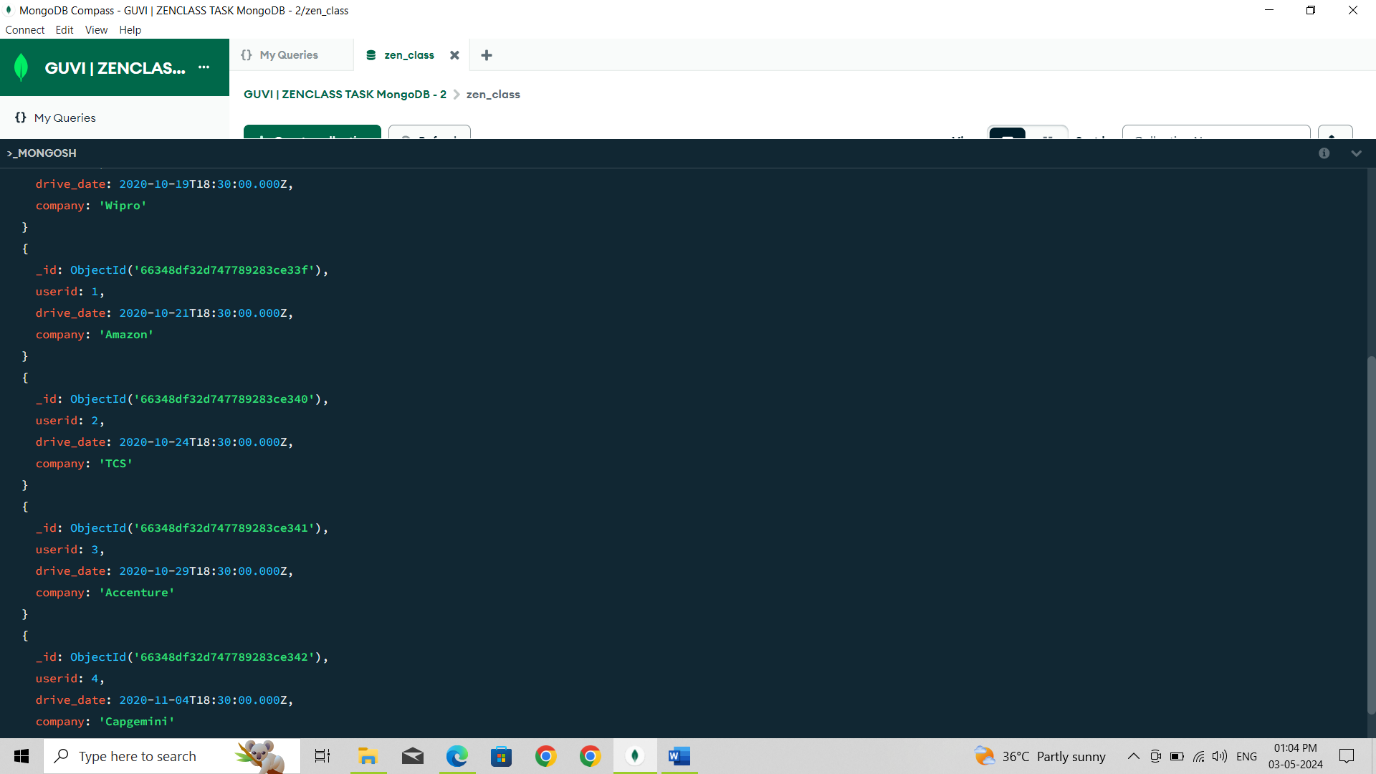 MongoDB Compass - GUVI | ZENCLASS TASK MongoDB - 2/zen_class
Connect Edit View Help
GUVI | ZENCLAS... ...
{} My Queries
zen_class
GUVI | ZENCLASS TASK MongoDB - 2 > zen_class
{} My Queries
>_MONGOSH
drive_date: 2020-10-19T18:30:00.000Z,
company: 'Wipro'
}
{
_id: ObjectId('66348df32d747789283ce33f'),
userid: 1,
drive_date: 2020-10-21T18:30:00.000Z,
company: 'Amazon'
}
{
_id: ObjectId('66348df32d747789283ce340'),
userid: 2,
drive_date: 2020-10-24T18:30:00.000Z,
company: 'TCS'
}
{
_id: ObjectId('66348df32d747789283ce341'),
userid: 3,
drive_date: 2020-10-29T18:30:00.000Z,
company: 'Accenture'
}
{
_id: ObjectId('66348df32d747789283ce342'),
userid: 4,
drive_date: 2020-11-04T18:30:00.000Z,
company: 'Capgemini'
Type here to search
36°C Partly sunny
ENG
01:04 PM
03-05-2024